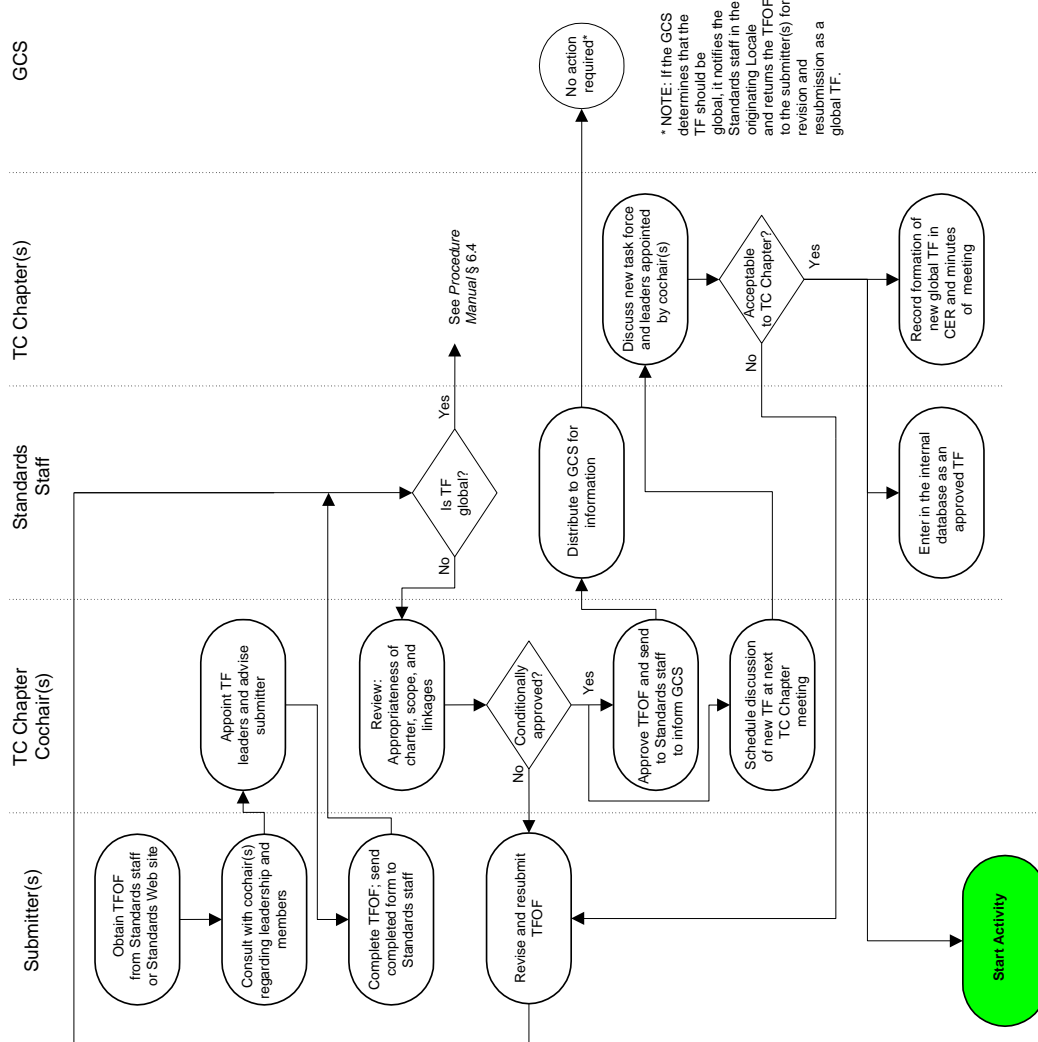 Submitter(s)
TC Chapter
Cochair(s)
Standards
Staff
TC Chapter(s)
GCS
Obtain TFOF
from Standards staff
or Standards Web site
Consult with cochair(s)
regarding leadership and
members
Appoint TF
leaders and advise
submitter
Complete TFOF; send
completed form to
Standards staff
Is TF
global?
Yes
No
See Procedure
Manual § 6.4
Review:
Appropriateness of
charter, scope, and
linkages
Conditionally
approved?
No
Yes
Revise and resubmit
TFOF
Approve TFOF and send
to Standards staff
to inform GCS
Distribute to GCS for
information
No action
required*
Schedule discussion
of new TF at next
TC Chapter
meeting
Discuss new task force
and leaders appointed
by cochair(s)
Acceptable
to TC Chapter?
No
Yes
* NOTE: If the GCS
determines that the
TF should be
global, it notifies the
Standards staff in the
originating Locale
and returns the TFOF
to the submitter(s) for
revision and
resubmission as a
global TF.
Enter in the internal
database as an
approved TF
Record formation of
new global TF in
CER and minutes
of meeting
Start Activity